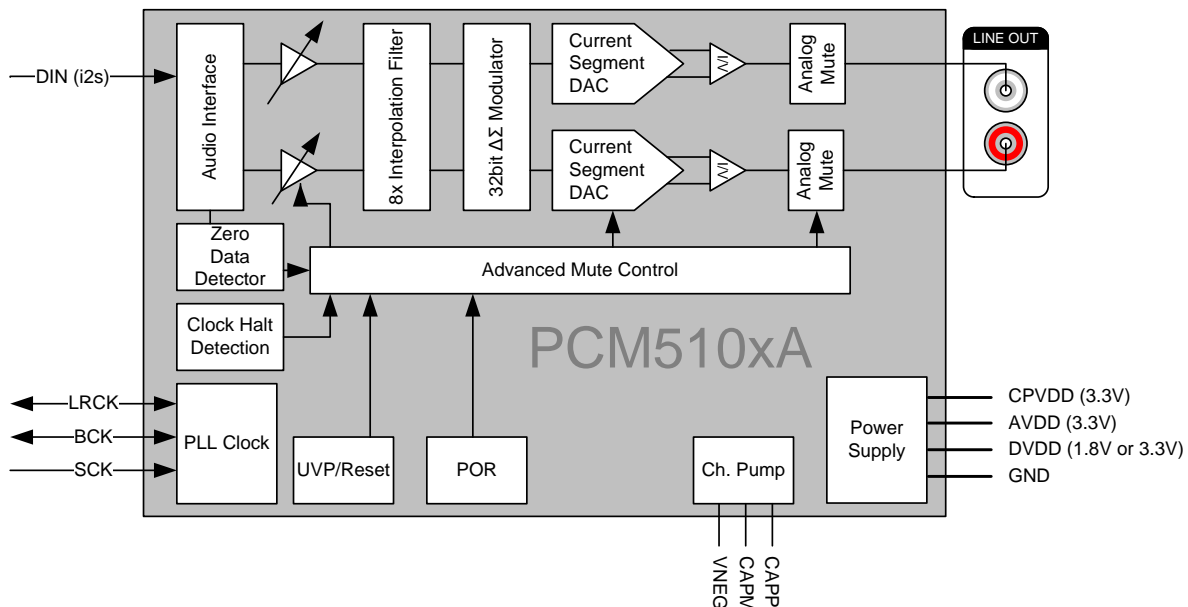 LINE OUT
DIN (i2s)
Audio Interface
8x Interpolation Filter
32bit ΔΣ Modulator
Current
Segment
DAC
I/V
Analog
Mute
Current
Segment
DAC
I/V
Analog
Mute
Zero
Data
Detector
Advanced Mute Control
Clock Halt
Detection
PCM510xA
LRCK
BCK
SCK
PLL Clock
UVP/Reset
POR
Ch. Pump
Power
Supply
CPVDD (3.3V)
AVDD (3.3V)
DVDD (1.8V or 3.3V)
GND
VNEG
CAPM
CAPP